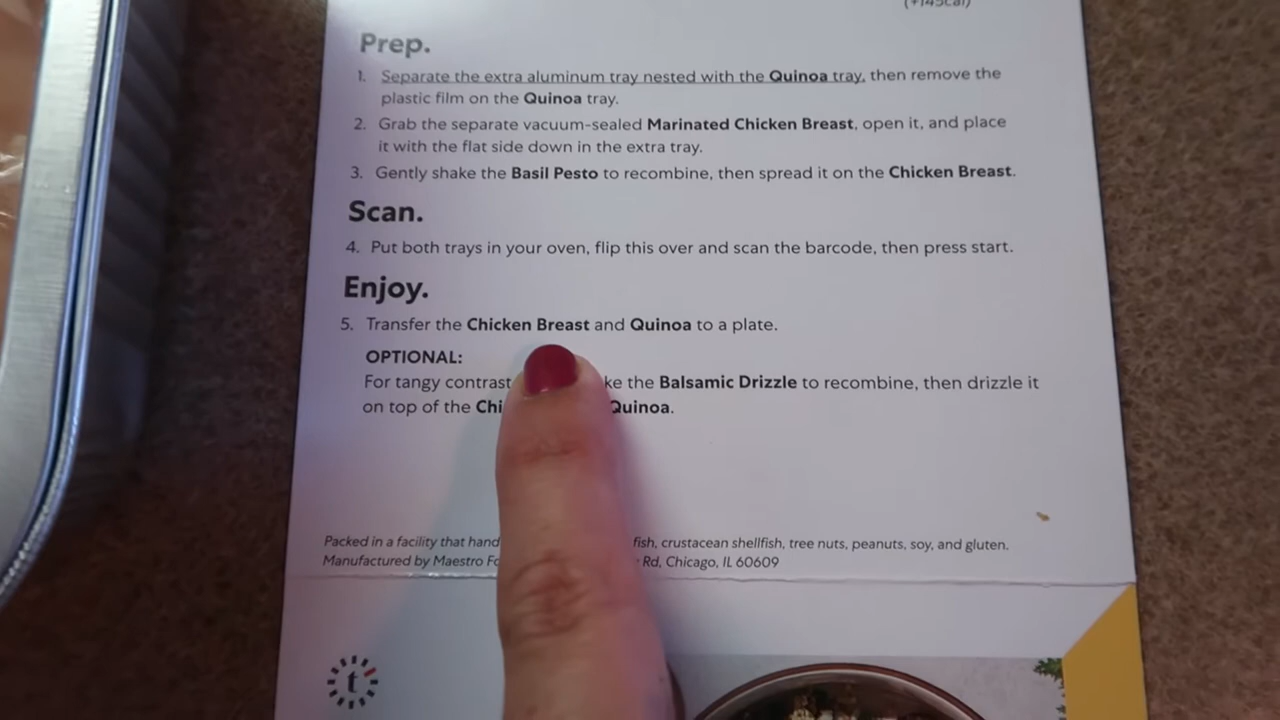 Prep.
1. Separate the extra aluminum tray nested with the Quinoa tray, then remove the
plastic film on the Quinoa tray.
2. Grab the separate vacuum-sealed Marinated Chicken Breast, open it, and place
it with the flat side down in the extra tray.
3. Gently shake the Basil Pesto to recombine, then spread it on the Chicken Breast.
Scan.
4. Put both trays in your oven, flip this over and scan the barcode, then press start.
Enjoy.
5. Transfer the Chicken Breast and Quinoa to a plate.
OPTIONAL:
For tangy contrast the Balsamic Drizzle to recombine, then drizzle it
on top of the Quinoa.
Packed in a facility that fish, crustacean shellfish, tree nuts, peanuts, soy, and gluten.
Manufactured by Maestro Rd, Chicago, IL 60609
t